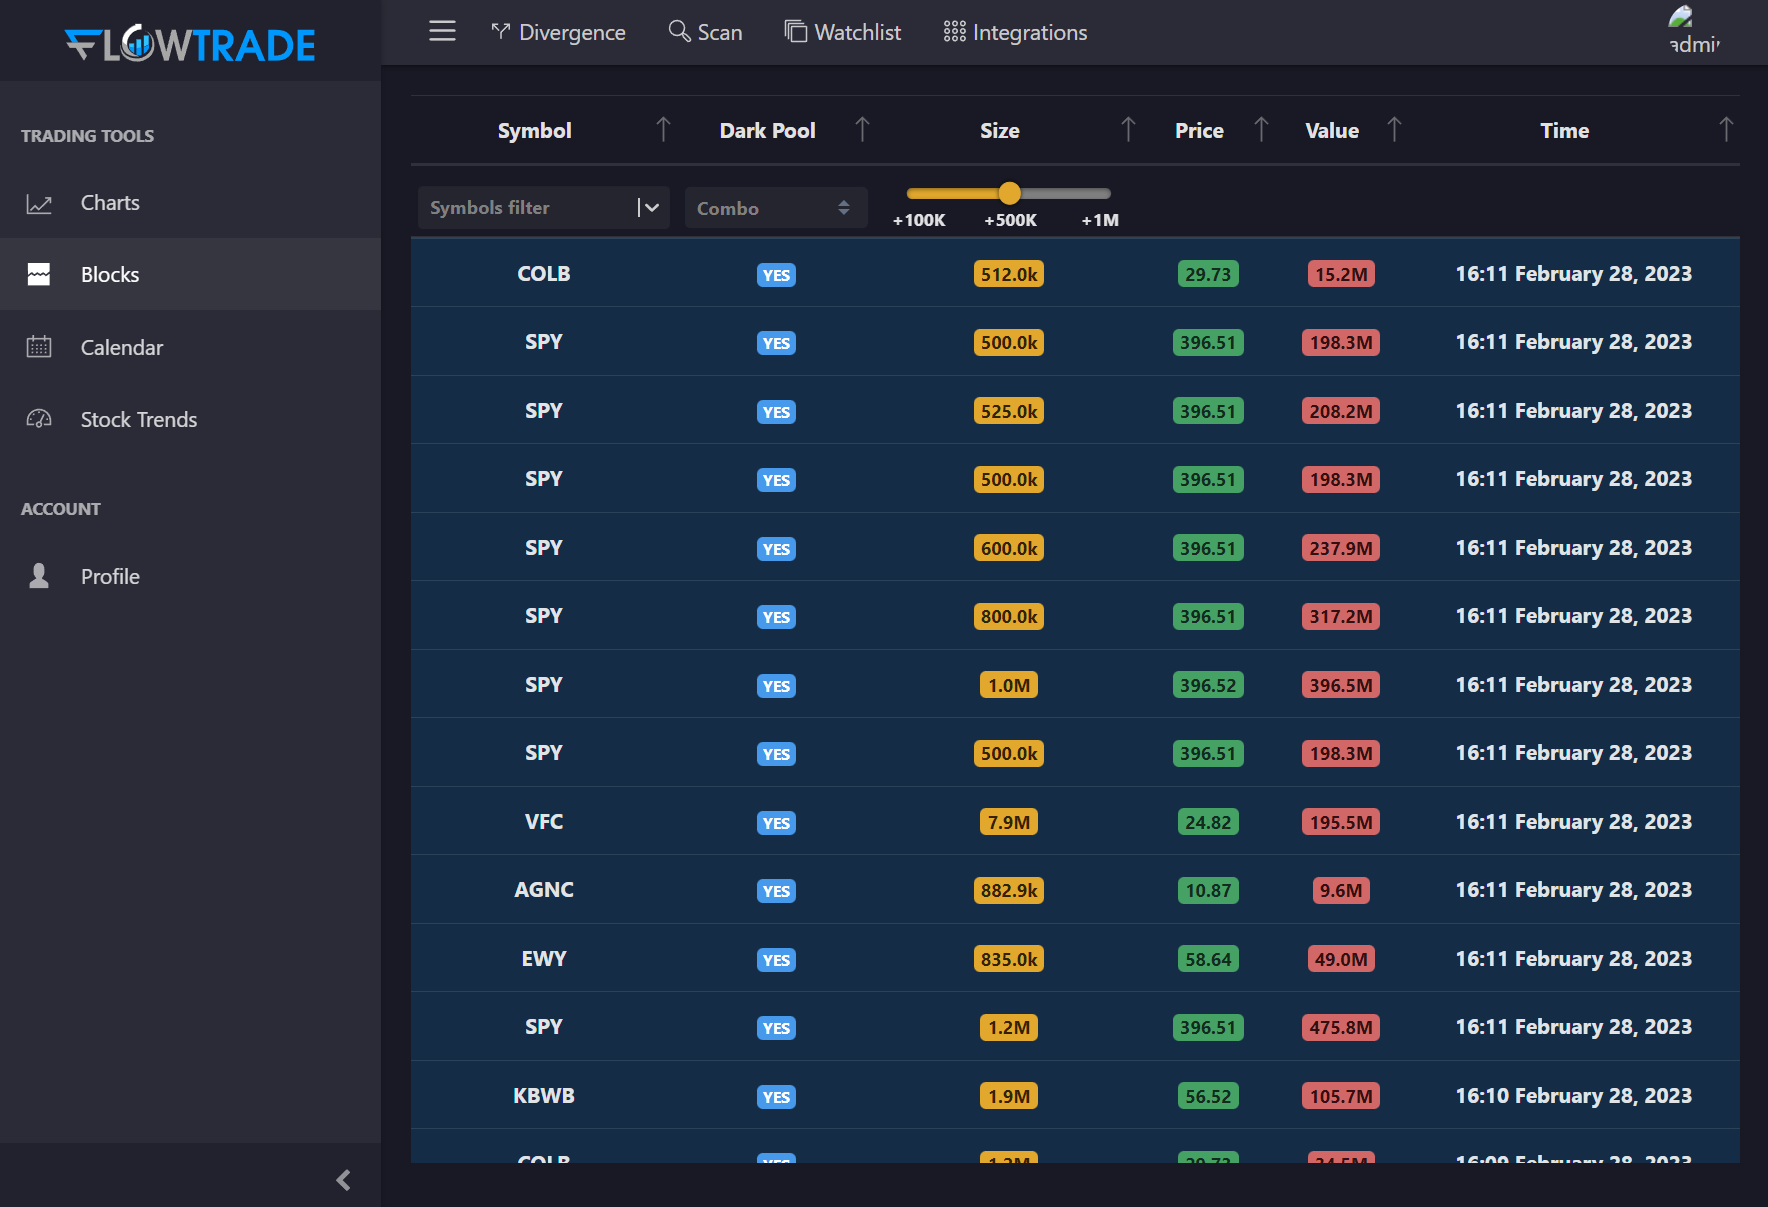 FLOWTRADE
Divergence Scan Watchlist Integrations
admi
TRADING TOOLS
Charts
Blocks
Calendar
Stock Trends
ACCOUNT
Profile
Symbol Dark Pool Size Price Value Time
Symbols filter Combo +100K +500K +1M
COLB YES 512.0k 29.73 15.2M 16:11 February 28, 2023
SPY YES 500.0k 396.51 198.3M 16:11 February 28, 2023
SPY YES 525.0k 396.51 208.2M 16:11 February 28, 2023
SPY YES 500.0k 396.51 198.3M 16:11 February 28, 2023
SPY YES 600.0k 396.51 237.9M 16:11 February 28, 2023
SPY YES 800.0k 396.51 317.2M 16:11 February 28, 2023
SPY YES 1.0M 396.52 396.5M 16:11 February 28, 2023
SPY YES 500.0k 396.51 198.3M 16:11 February 28, 2023
VFC YES 7.9M 24.82 195.5M 16:11 February 28, 2023
AGNC YES 882.9k 10.87 9.6M 16:11 February 28, 2023
EWY YES 835.0k 58.64 49.0M 16:11 February 28, 2023
SPY YES 1.2M 396.51 475.8M 16:11 February 28, 2023
KBWB YES 1.9M 56.52 105.7M 16:10 February 28, 2023
COLB YES 16:09 February 28, 2023